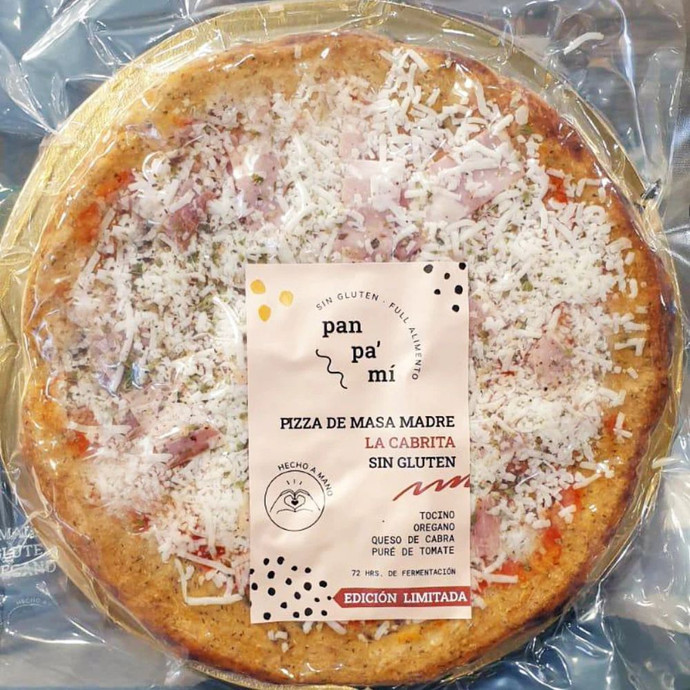 SIN GLUTEN · FULL ALIMENTO
pan
pa'
mí
PIZZA DE MASA MADRE
LA CABRITA
SIN GLUTEN
HECHO A MANO
TOCINO
OREGANO
QUESO DE CABRA
PURÉ DE TOMATE
72 HRS. DE FERMENTACIÓN
EDICIÓN LIMITADA